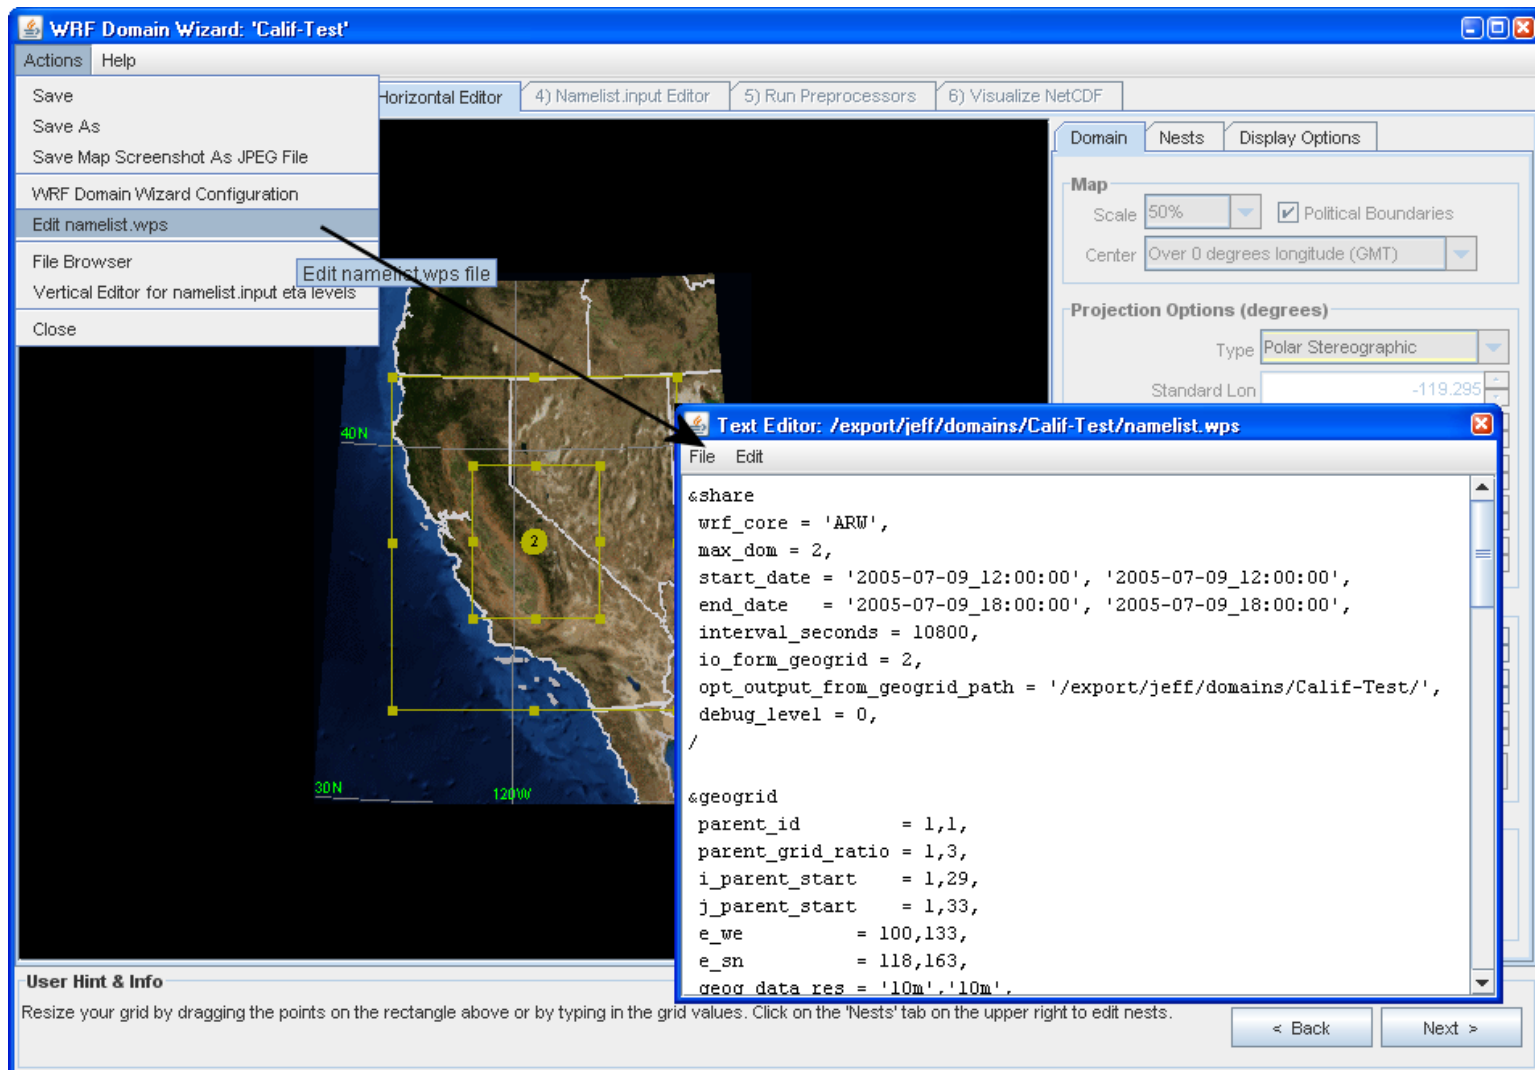 WRF Domain Wizard: 'Calif-Test'
Actions Help
Save
Save As
Save Map Screenshot As JPEG File
WRF Domain Wizard Configuration
Edit namelist.wps
File Browser
Vertical Editor for namelist.input eta levels
Close
Edit namelist.wps file
Horizontal Editor
4) Namelist.input Editor
5) Run Preprocessors
6) Visualize NetCDF
Domain Nests Display Options
Map
Scale 50% Political Boundaries
Center Over 0 degrees longitude (GMT)
Projection Options (degrees)
Type Polar Stereographic
Standard Lon -119.295
40N
2
30N
120W
Text Editor: /export/jeff/domains/Calif-Test/namelist.wps
File Edit
&share
wrf_core = 'ARW',
max_dom = 2,
start_date = '2005-07-09_12:00:00', '2005-07-09_12:00:00',
end_date   = '2005-07-09_18:00:00', '2005-07-09_18:00:00',
interval_seconds = 10800,
io_form_geogrid = 2,
opt_output_from_geogrid_path = '/export/jeff/domains/Calif-Test/',
debug_level = 0,
/
&geogrid
parent_id         = 1,1,
parent_grid_ratio = 1,3,
i_parent_start    = 1,29,
j_parent_start    = 1,33,
e_we          = 100,133,
e_sn          = 118,163,
geog_data_res = '10m','10m',
User Hint & Info
Resize your grid by dragging the points on the rectangle above or by typing in the grid values. Click on the 'Nests' tab on the upper right to edit nests.
< Back
Next >